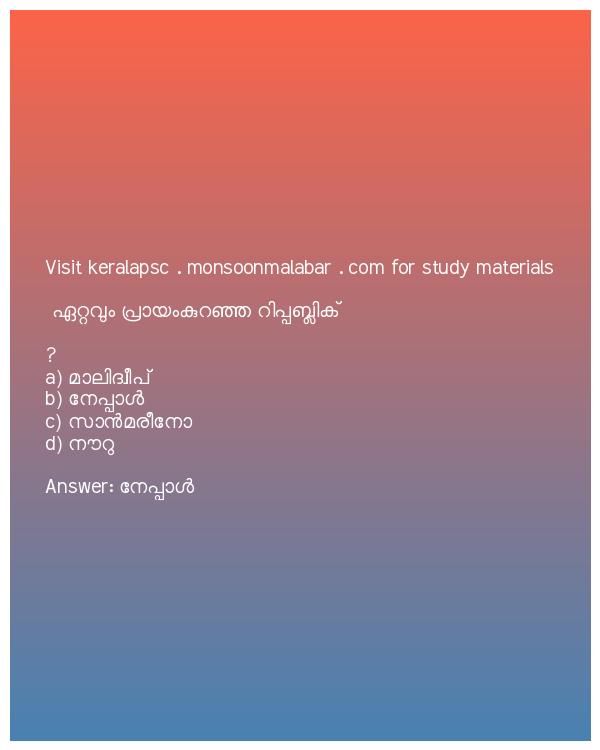 Visit keralapsc . monsoonmalabar . com for study materials
ഏറ്റവും പ്രായംകുറഞ്ഞ റിപ്പബ്ലിക്
?
a) മാലിദ്വീപ്
b) നേപ്പാൾ
c) സാൻമരീനോ
d) നൗറു
Answer: നേപ്പാൾ